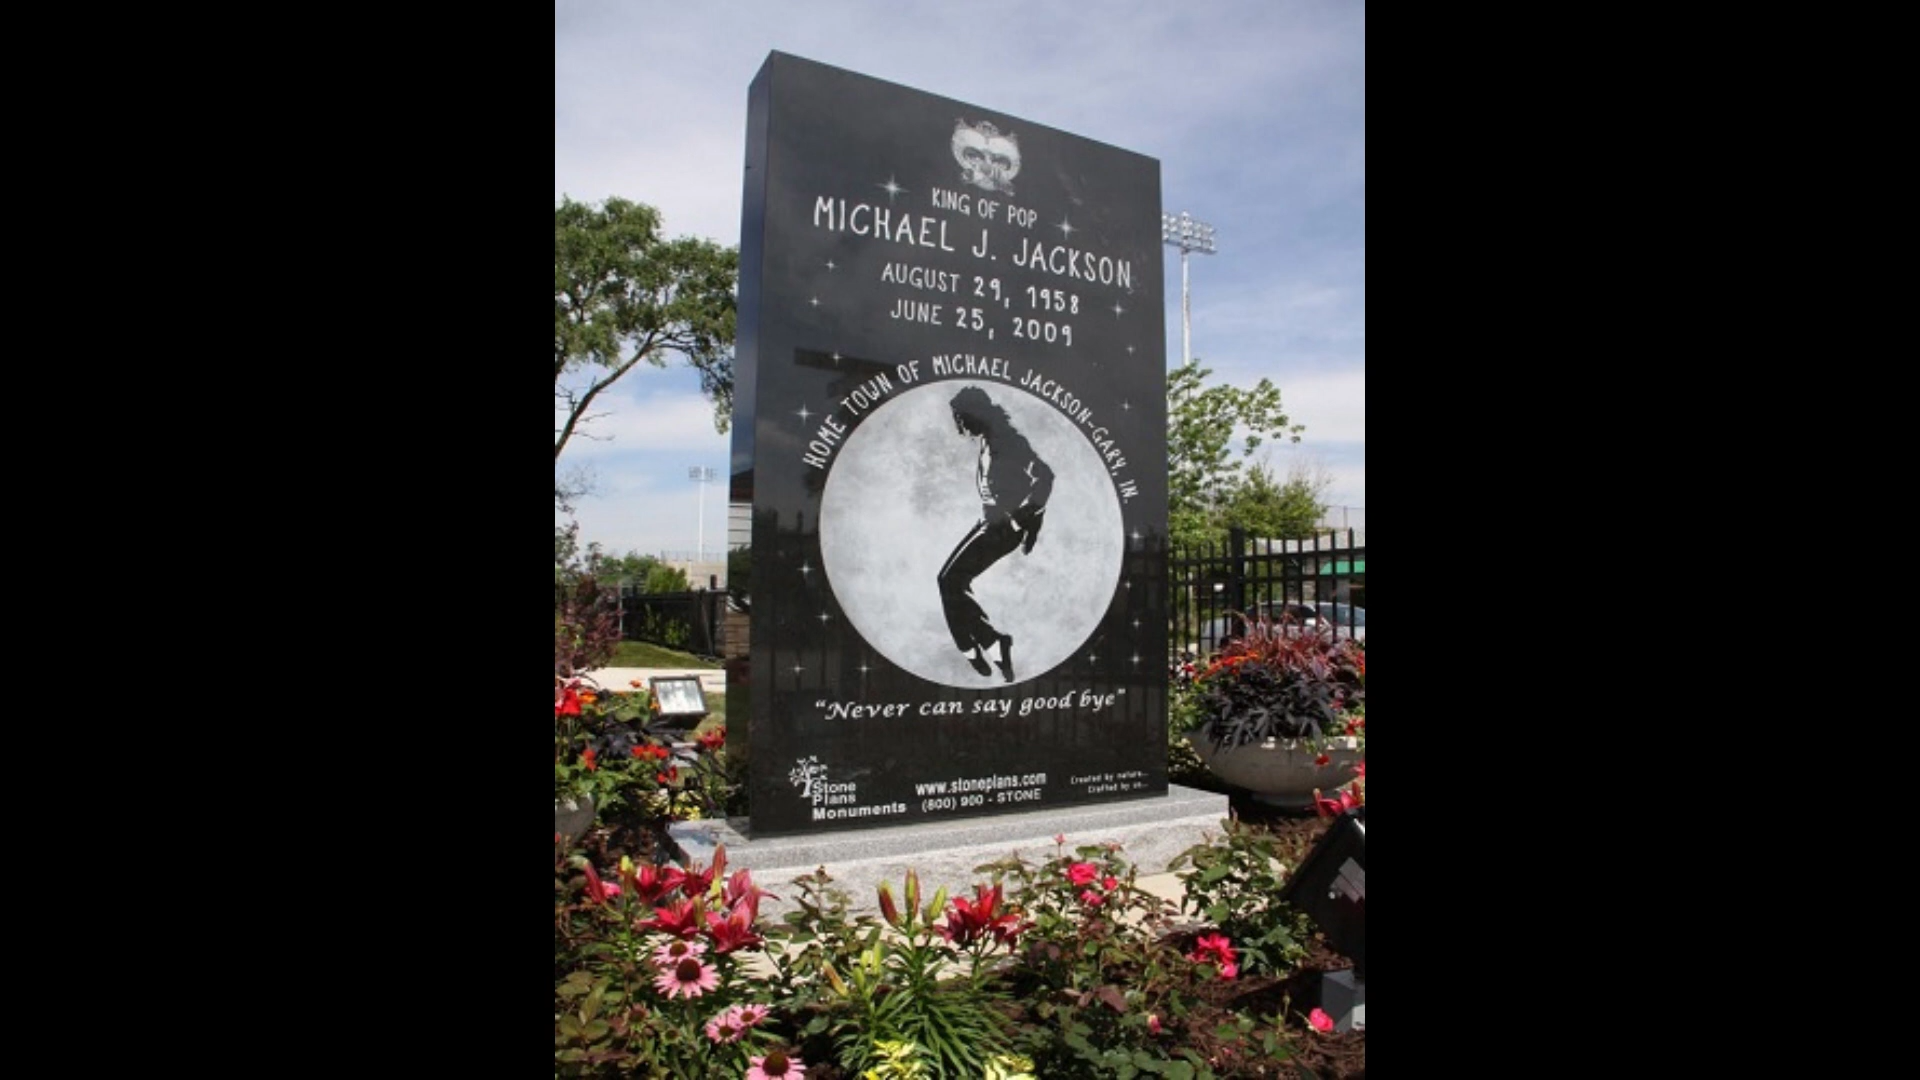 KING OF POP
MICHAEL J. JACKSON
AUGUST 29, 1958
JUNE 25, 2009
HOME TOWN OF MICHAEL JACKSON-GARY, IN.
"Never can say good bye"
Stone
Plans
Monuments
www.stoneplans.com
(800) 900 - STONE
Created by nature...
Crafted by us...